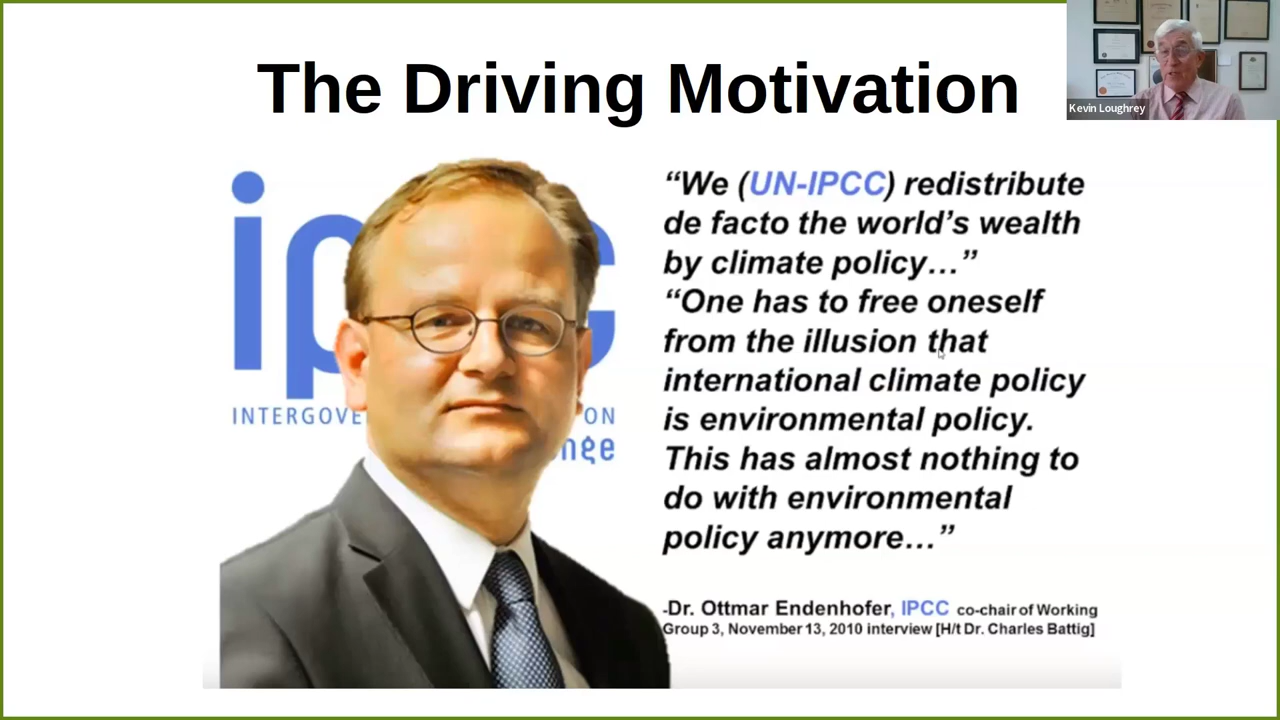 The Driving Motivation
Kevin Loughrey
ip
INTERGOVE
ON
nge
“We (UN-IPCC) redistribute
de facto the world’s wealth
by climate policy…”
“One has to free oneself
from the illusion that
international climate policy
is environmental policy.
This has almost nothing to
do with environmental
policy anymore…”
-Dr. Ottmar Endenhofer, IPCC co-chair of Working
Group 3, November 13, 2010 interview [H/t Dr. Charles Battig]